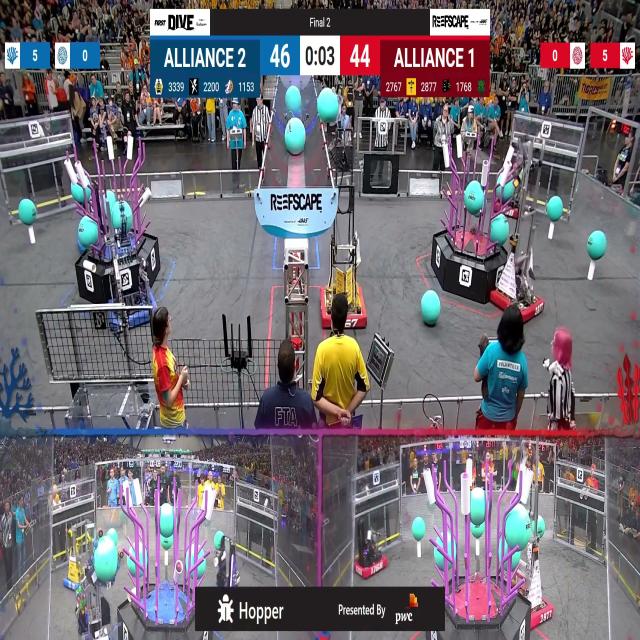 FIRST DIVE
Final 2
REEFSCAPE
5
0
ALLIANCE 2
46
0:03
44
ALLIANCE 1
0
5
3339
2200
1153
2767
2877
1768
REEFSCAPE
FTA
Hopper
Presented By
pwc
2877